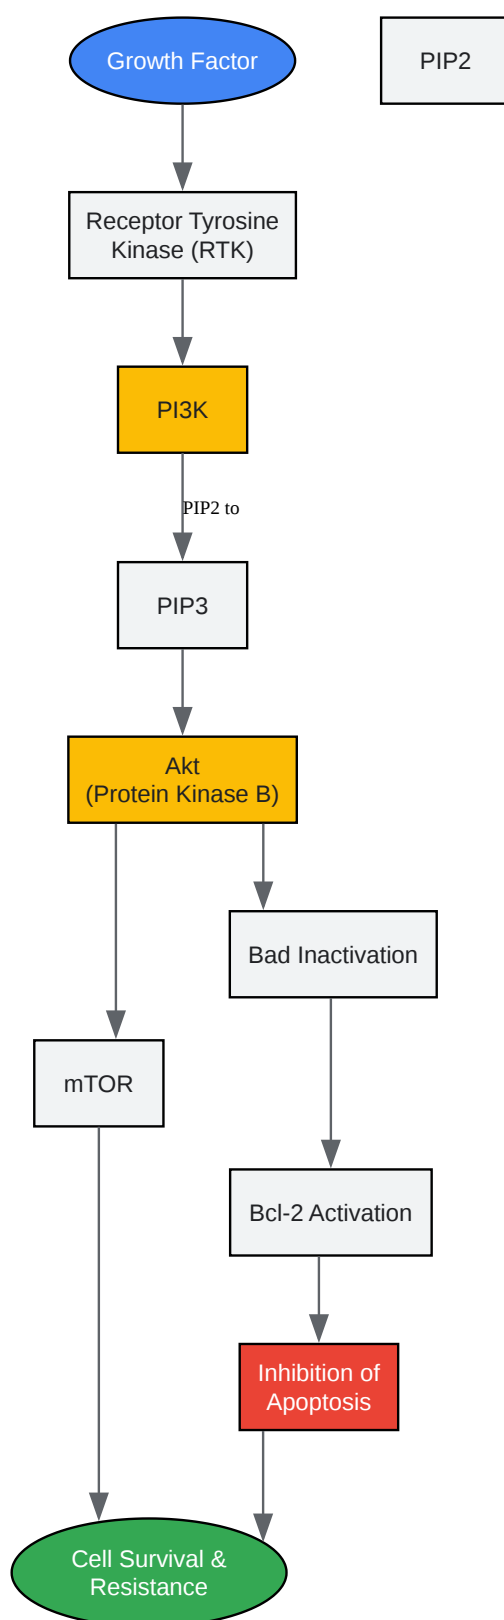 Growth Factor
PIP2
Receptor Tyrosine
Kinase (RTK)
PI3K
PIP2 to
PIP3
Akt
(Protein Kinase B)
Bad Inactivation
mTOR
Bcl-2 Activation
Inhibition of
Apoptosis
Cell Survival &
Resistance